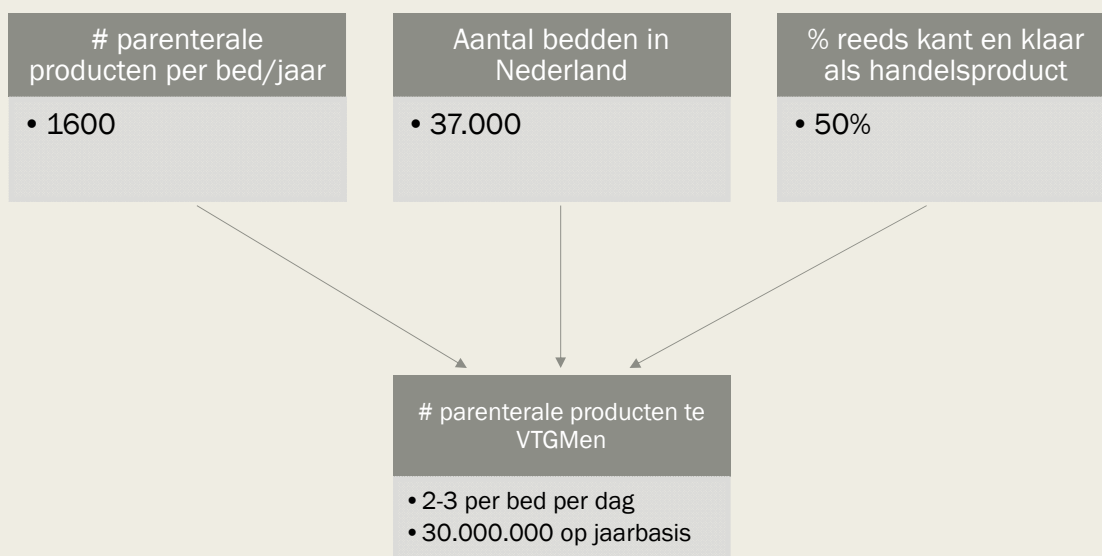 # parenterale
producten per bed/jaar
• 1600
Aantal bedden in
Nederland
• 37.000
% reeds kant en klaar
als handelsproduct
• 50%
# parenterale producten te
VTGMen
• 2-3 per bed per dag
• 30.000.000 op jaarbasis